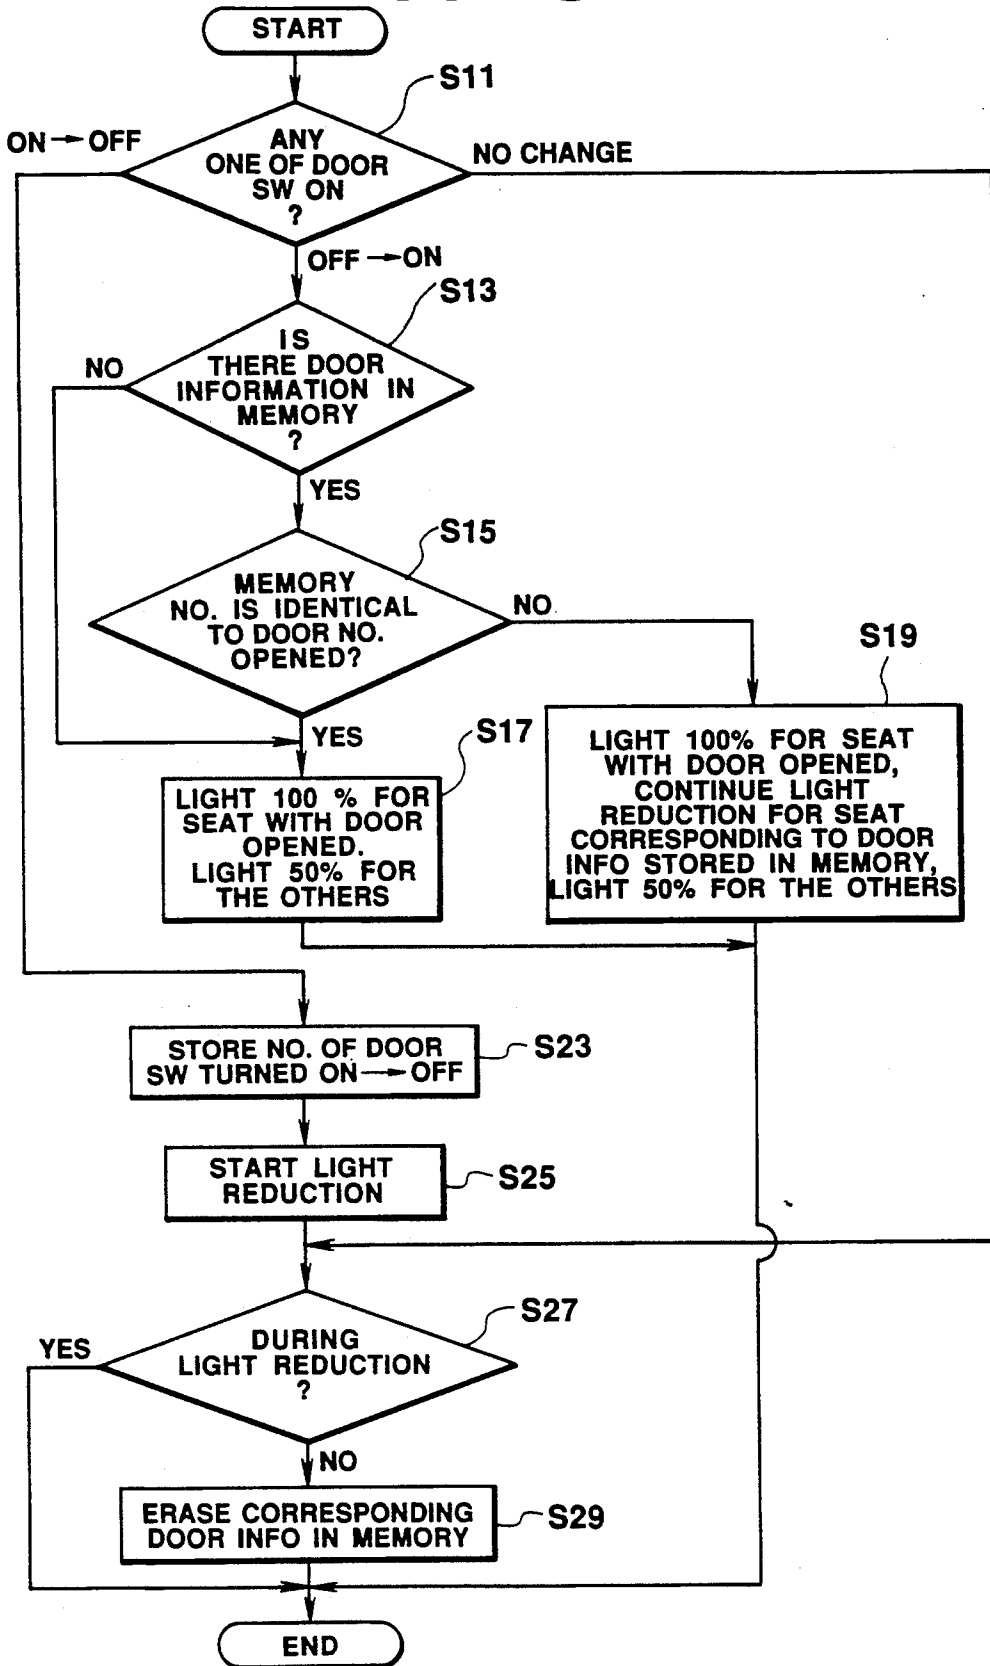 START
S11
ON→OFF
ANY
ONE OF DOOR
SW ON
?
NO CHANGE
OFF→ON
S13
NO
IS
THERE DOOR
INFORMATION IN
MEMORY
?
YES
S15
MEMORY
NO. IS IDENTICAL
TO DOOR NO.
OPENED?
NO
S19
YES
S17
LIGHT 100 % FOR
SEAT WITH DOOR
OPENED.
LIGHT 50% FOR
THE OTHERS
LIGHT 100% FOR SEAT
WITH DOOR OPENED,
CONTINUE LIGHT
REDUCTION FOR SEAT
CORRESPONDING TO DOOR
INFO STORED IN MEMORY,
LIGHT 50% FOR THE OTHERS
STORE NO. OF DOOR
SW TURNED ON→OFF
S23
START LIGHT
REDUCTION
S25
S27
YES
DURING
LIGHT REDUCTION
?
NO
ERASE CORRESPONDING
DOOR INFO IN MEMORY
S29
END